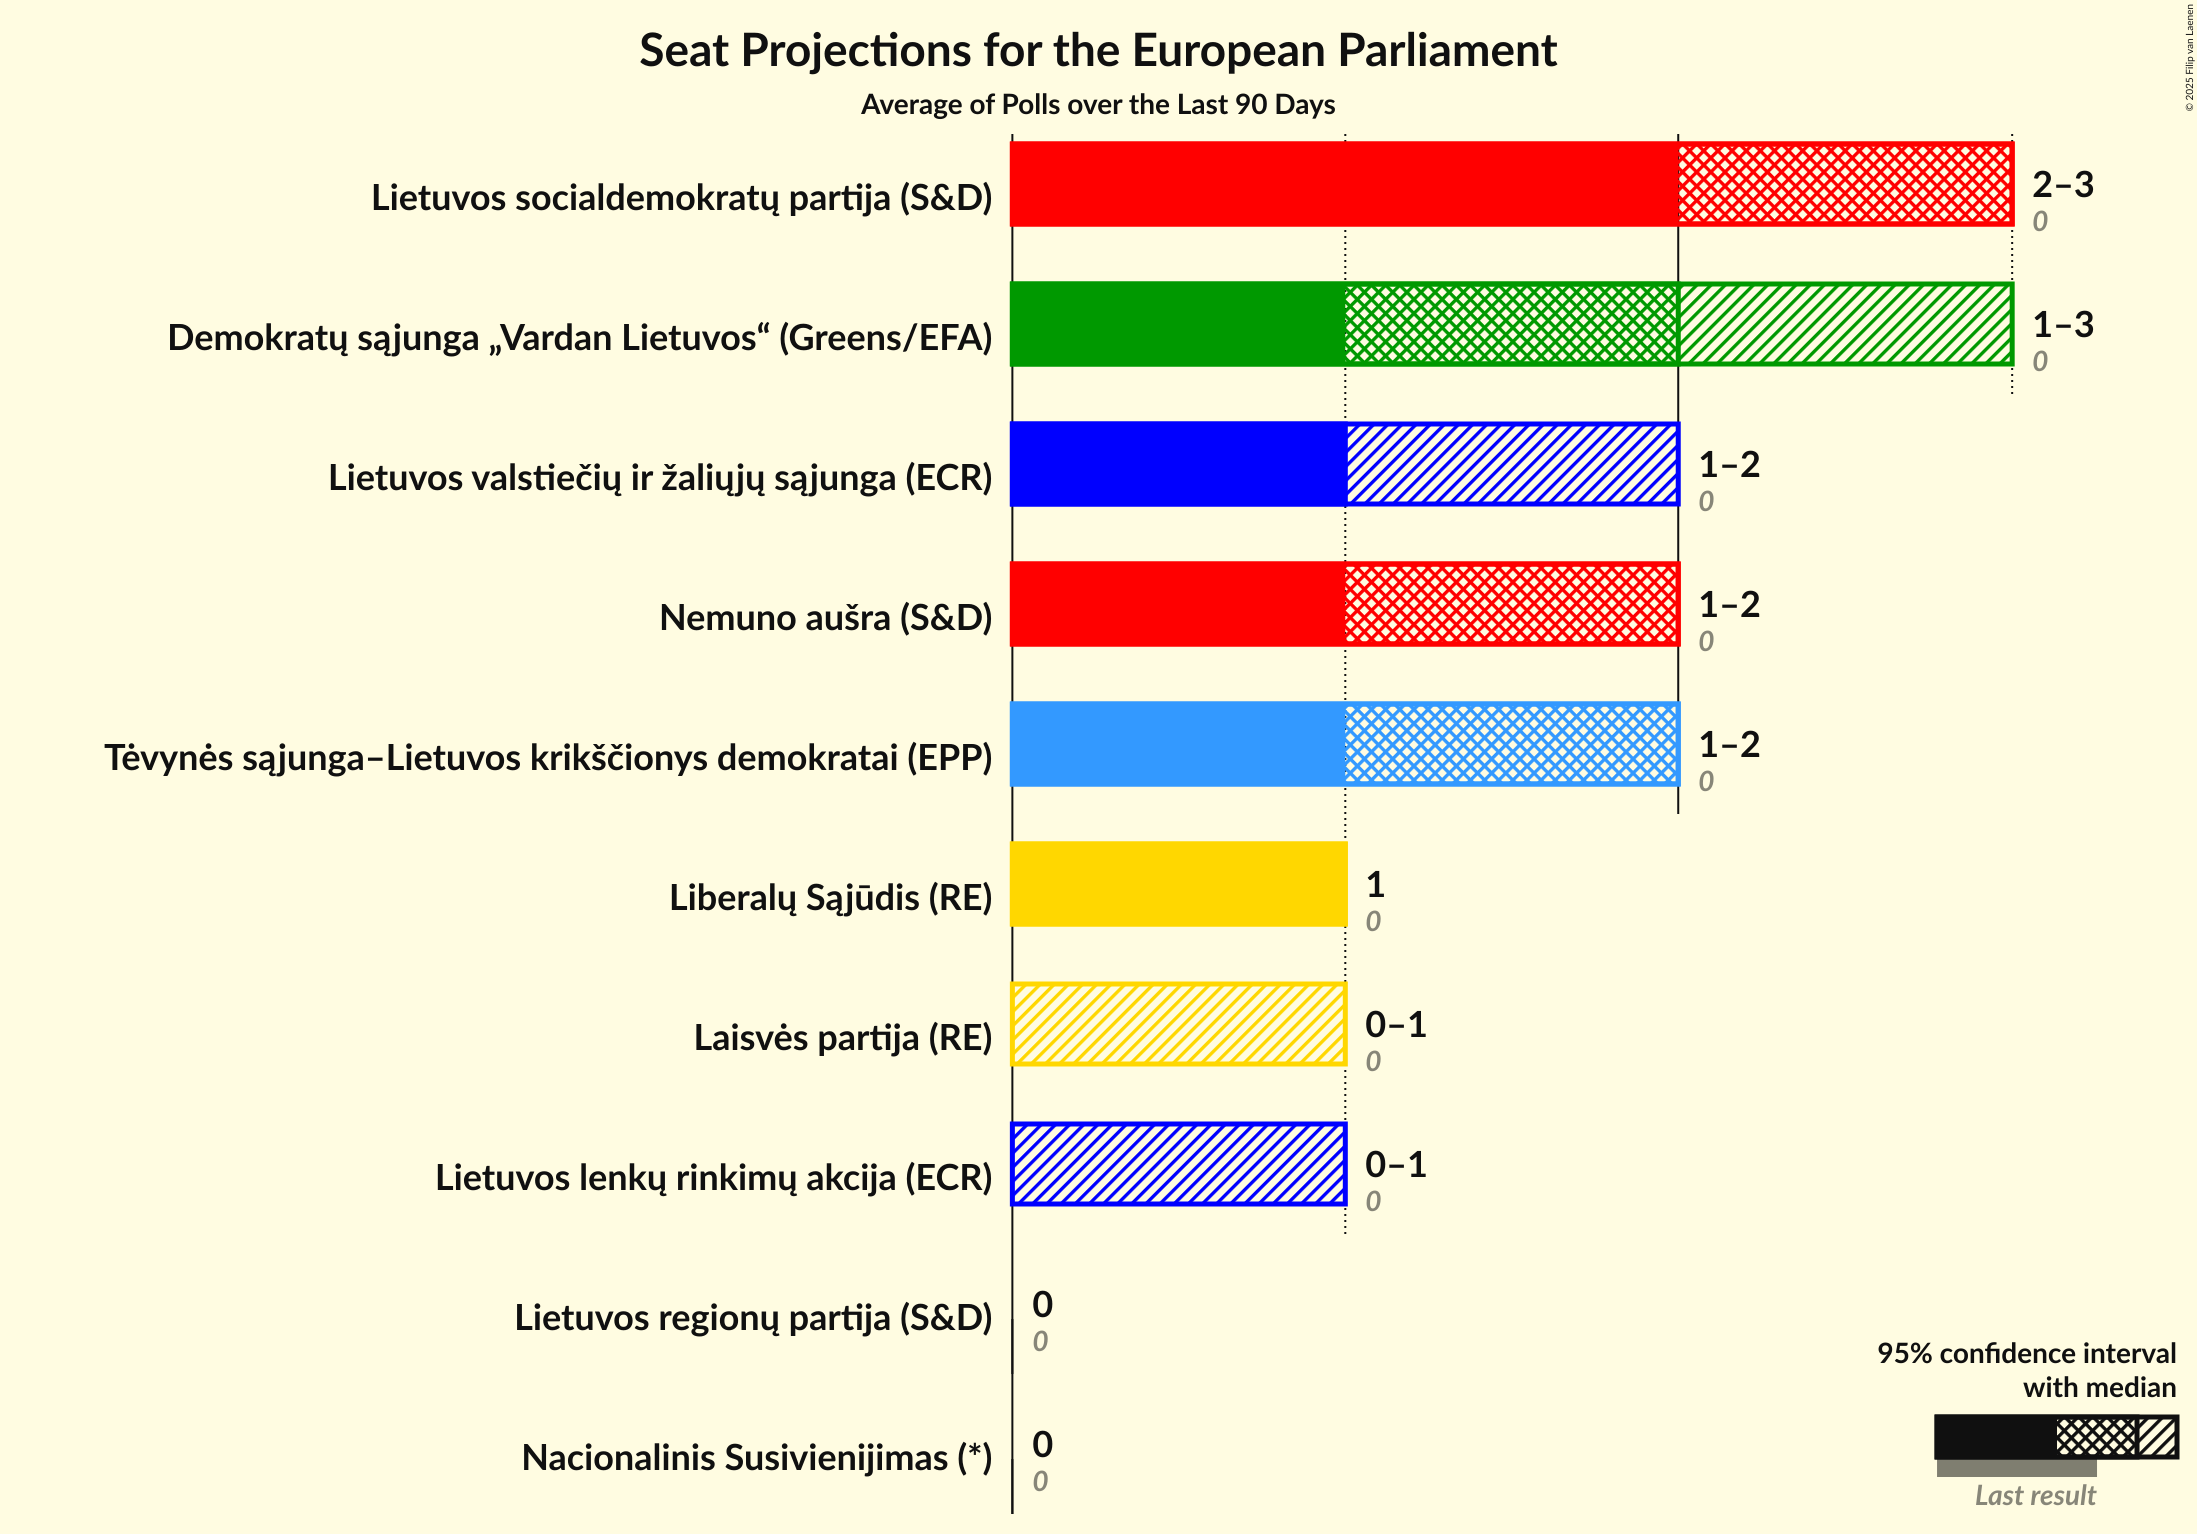 Seat Projections for the European Parliament
Average of Polls over the Last 90 Days
© 2025 Filip van Laenen
Lietuvos socialdemokratų partija (S&D)
2–3
0
Demokratų sąjunga „Vardan Lietuvos“ (Greens/EFA)
1–3
0
Lietuvos valstiečių ir žaliųjų sąjunga (ECR)
1–2
0
Nemuno aušra (S&D)
1–2
0
Tėvynės sąjunga–Lietuvos krikščionys demokratai (EPP)
1–2
0
Liberalų Sąjūdis (RE)
1
0
Laisvės partija (RE)
0–1
0
Lietuvos lenkų rinkimų akcija (ECR)
0–1
0
Lietuvos regionų partija (S&D)
0
0
Nacionalinis Susivienijimas (*)
0
0
95% confidence interval
with median
Last result